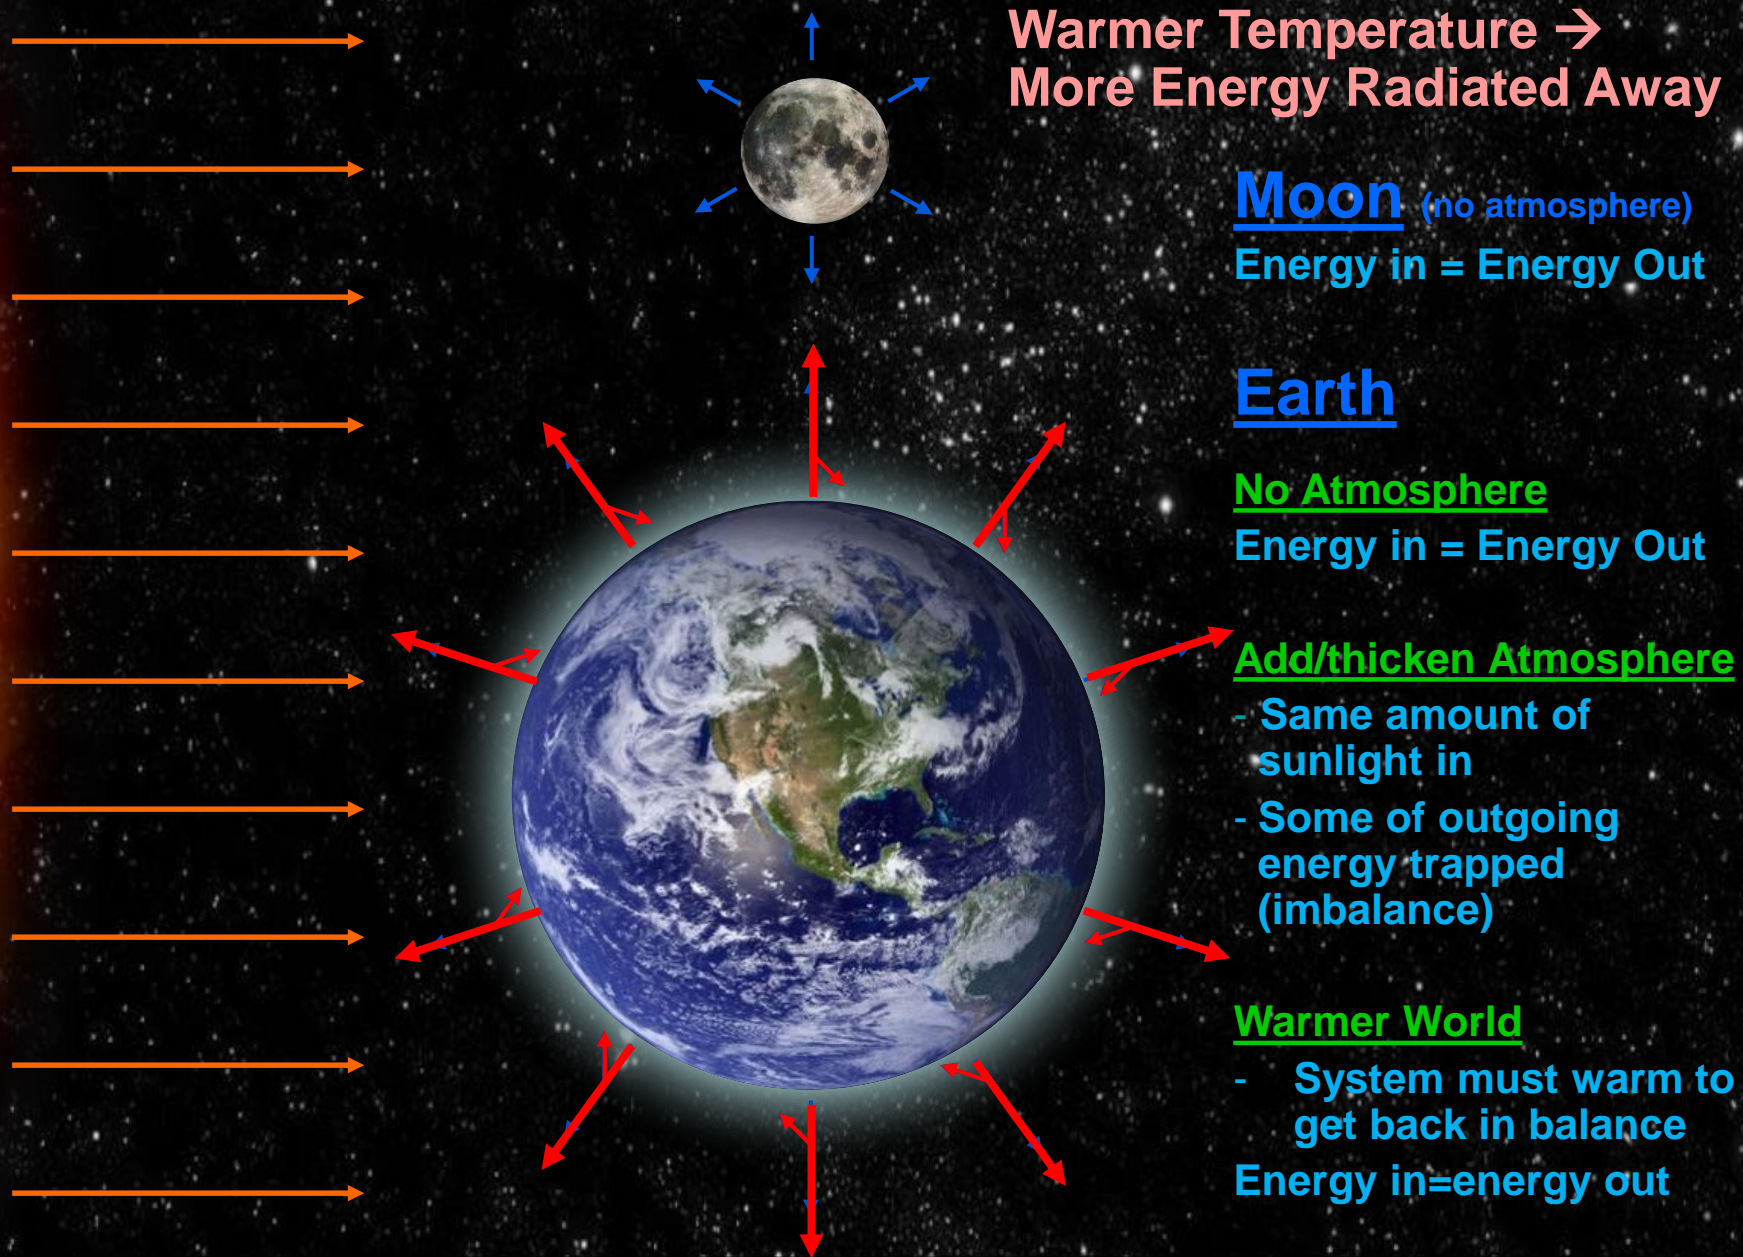 Warmer Temperature →
More Energy Radiated Away
Moon (no atmosphere)
Energy in = Energy Out
Earth
No Atmosphere
Energy in = Energy Out
Add/thicken Atmosphere
- Same amount of
sunlight in
- Some of outgoing
energy trapped
(imbalance)
Warmer World
- System must warm to
get back in balance
Energy in=energy out